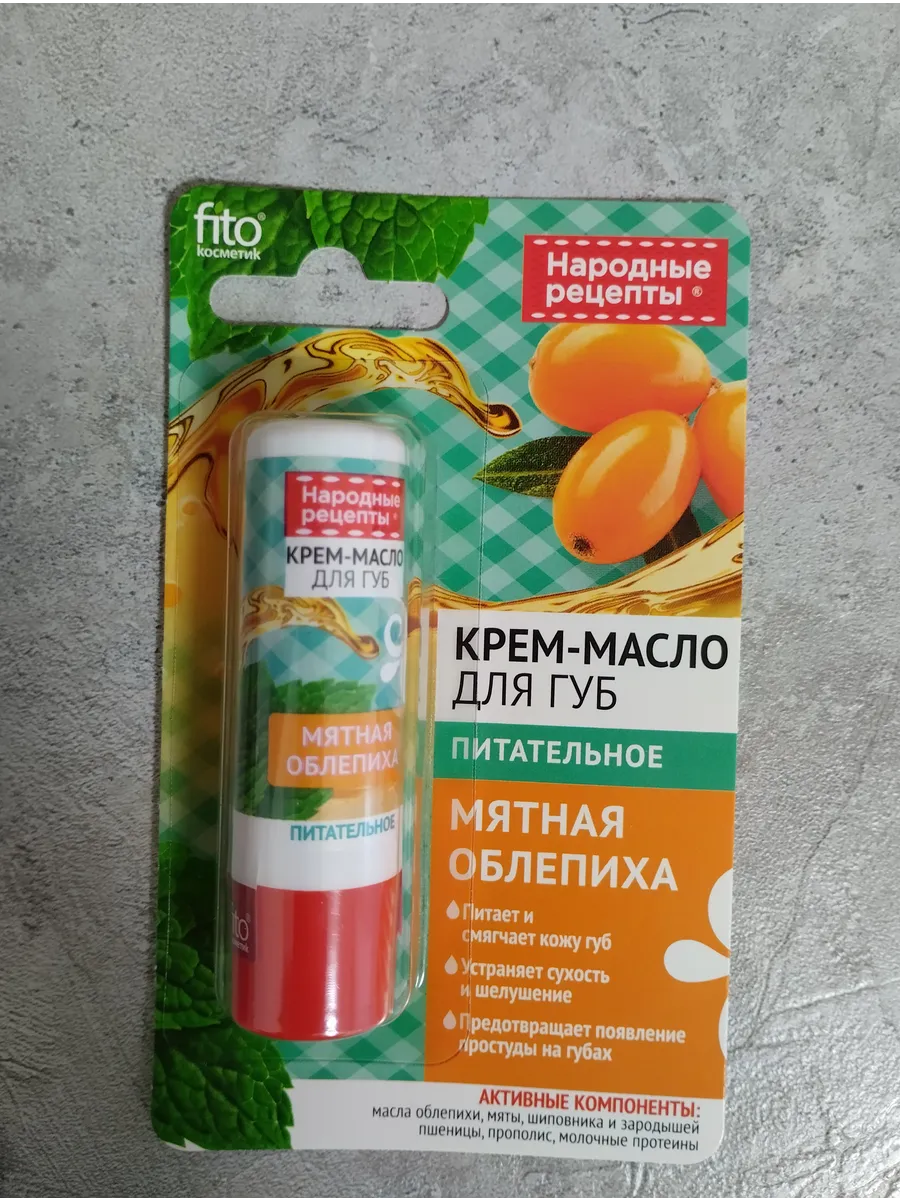 fito®
косметик
Народные
рецепты ®
Народные
рецепты ®
КРЕМ-МАСЛО
ДЛЯ ГУБ
МЯТНАЯ
ОБЛЕПИХА
ПИТАТЕЛЬНОЕ
fito®
косметик
КРЕМ-МАСЛО
ДЛЯ ГУБ
ПИТАТЕЛЬНОЕ
МЯТНАЯ
ОБЛЕПИХА
Питает и
смягчает кожу губ
Устраняет сухость
и шелушение
Предотвращает появление
простуды на губах
АКТИВНЫЕ КОМПОНЕНТЫ:
масла облепихи, мяты, шиповника и зародышей
пшеницы, прополис, молочные протеины